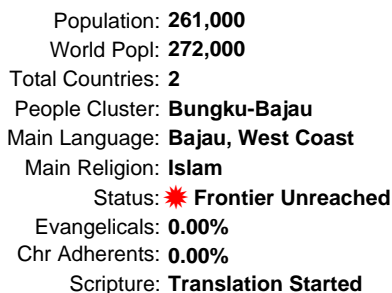 Population: 261,000
World Popl: 272,000
Total Countries: 2
People Cluster: Bungku-Bajau
Main Language: Bajau, West Coast
Main Religion: Islam
Status: Frontier Unreached
Evangelicals: 0.00%
Chr Adherents: 0.00%
Scripture: Translation Started